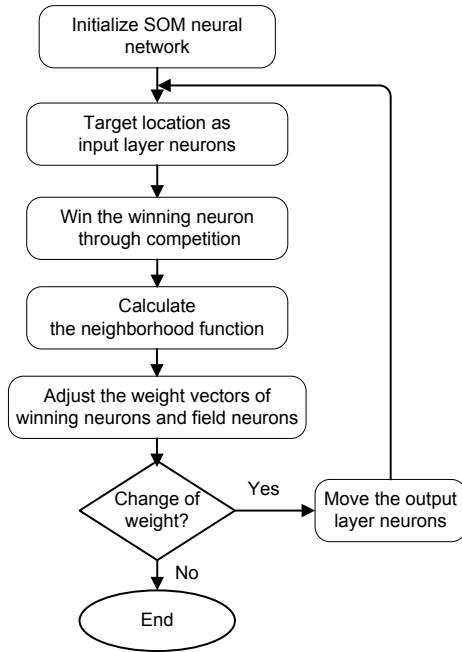 Initialize SOM neural
network
Target location as
input layer neurons
Win the winning neuron
through competition
Calculate
the neighborhood function
Adjust the weight vectors of
winning neurons and field neurons
Change of
weight?
Yes
Move the output
layer neurons
No
End